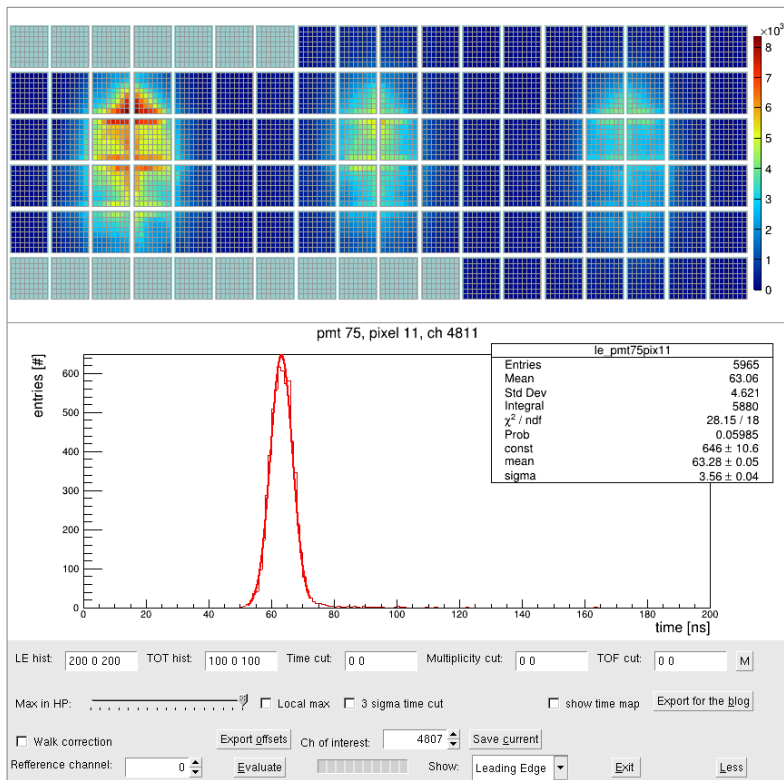 ×10³
8
7
6
5
4
3
2
1
0
pmt 75, pixel 11, ch 4811
entries [#]
600
500
400
300
200
100
0
le_pmt75pix11
Entries 5965
Mean 63.06
Std Dev 4.621
Integral 5880
χ² / ndf 28.15 / 18
Prob 0.05985
const 646 ± 10.6
mean 63.28 ± 0.05
sigma 3.56 ± 0.04
0 20 40 60 80 100 120 140 160 180 200
time [ns]
LE hist: 200 0 200 TOT hist: 100 0 100 Time cut: 0 0 Multiplicity cut: 0 0 TOF cut: 0 0 M
Max in HP: Local max 3 sigma time cut show time map Export for the blog
Walk correction Export offsets Ch of interest: 4807 Save current
Refference channel: 0 Evaluate Show: Leading Edge Exit Less